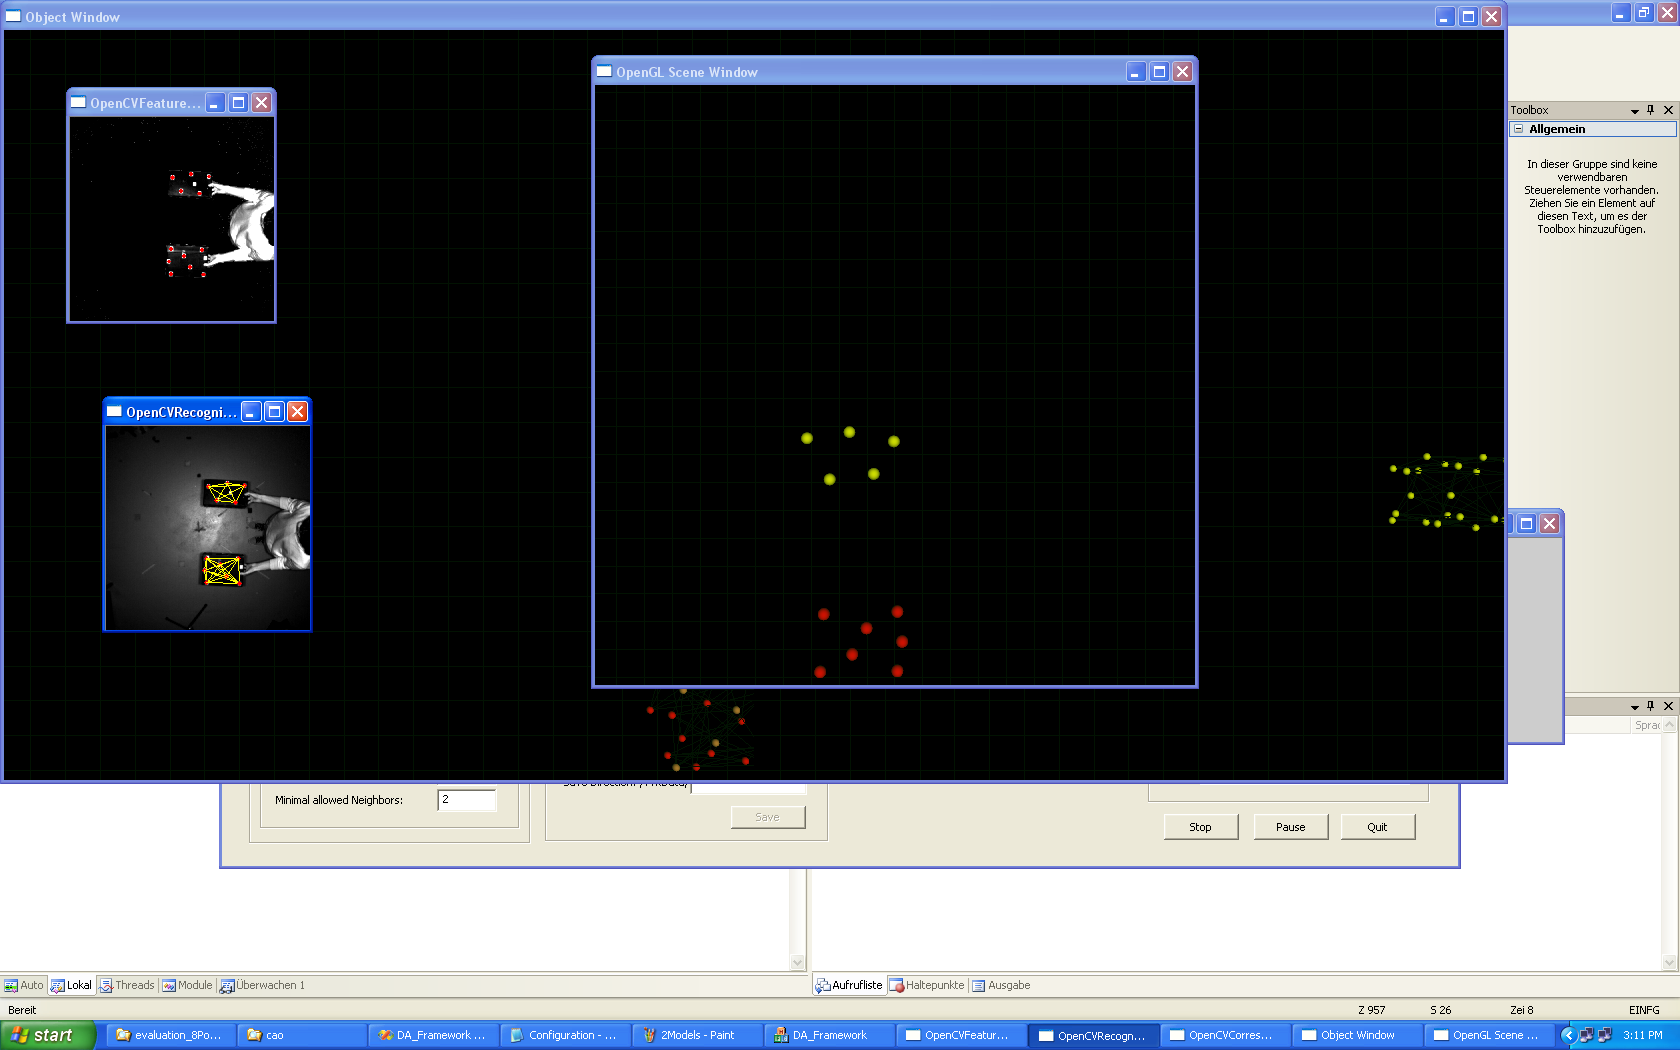 Object Window
OpenGL Scene Window
OpenCVFeature...
OpenCVRecogni...
Toolbox
Allgemein
In dieser Gruppe sind keine
verwendbaren
Steuerelemente vorhanden.
Ziehen Sie ein Element auf
diesen Text, um es der
Toolbox hinzuzufügen.
Minimal allowed Neighbors:
2
Save
Stop
Pause
Quit
Auto
Lokal
Threads
Module
Überwachen 1
Aufrufliste
Haltepunkte
Ausgabe
Bereit
Z 957
S 26
Zei 8
EINFG
start
evaluation_8Po...
cao
DA_Framework ...
Configuration - ...
2Models - Paint
DA_Framework
OpenCVFeatur...
OpenCVRecogn...
OpenCVCorres...
Object Window
OpenGL Scene ...
3:11 PM